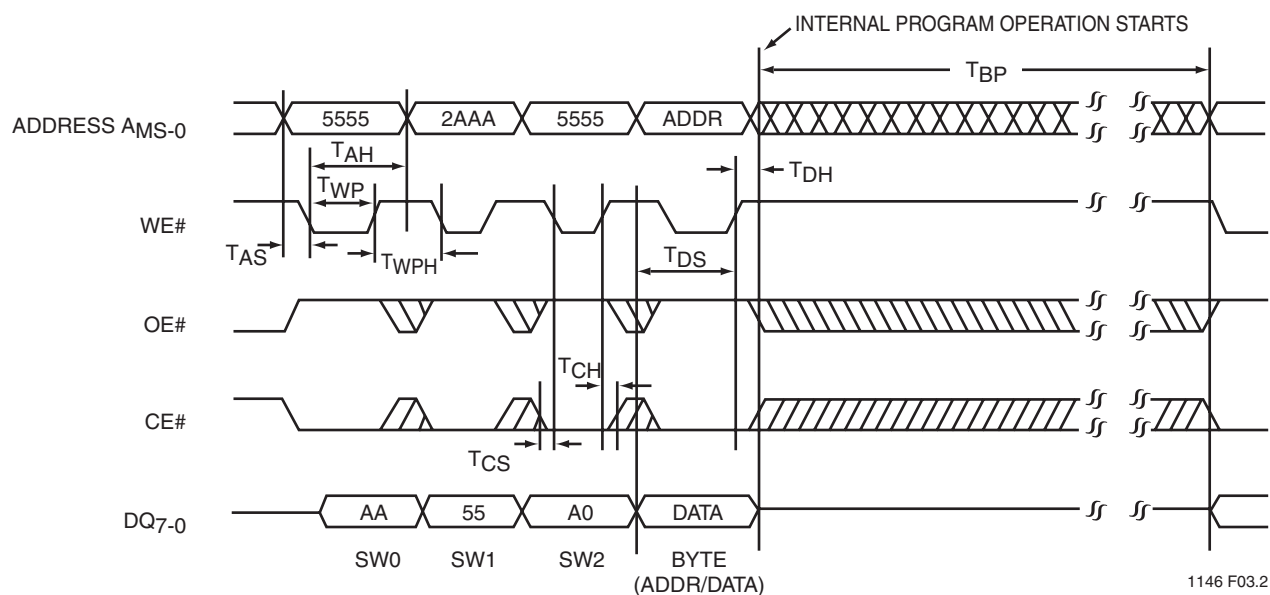 INTERNAL PROGRAM OPERATION STARTS
TBP
ADDRESS AMS-0
5555
2AAA
5555
ADDR
TAH
TDH
TWP
WE#
TAS
TWPH
TDS
OE#
TCH
CE#
TCS
DQ7-0
AA
55
A0
DATA
SW0
SW1
SW2
BYTE
(ADDR/DATA)
1146 F03.2